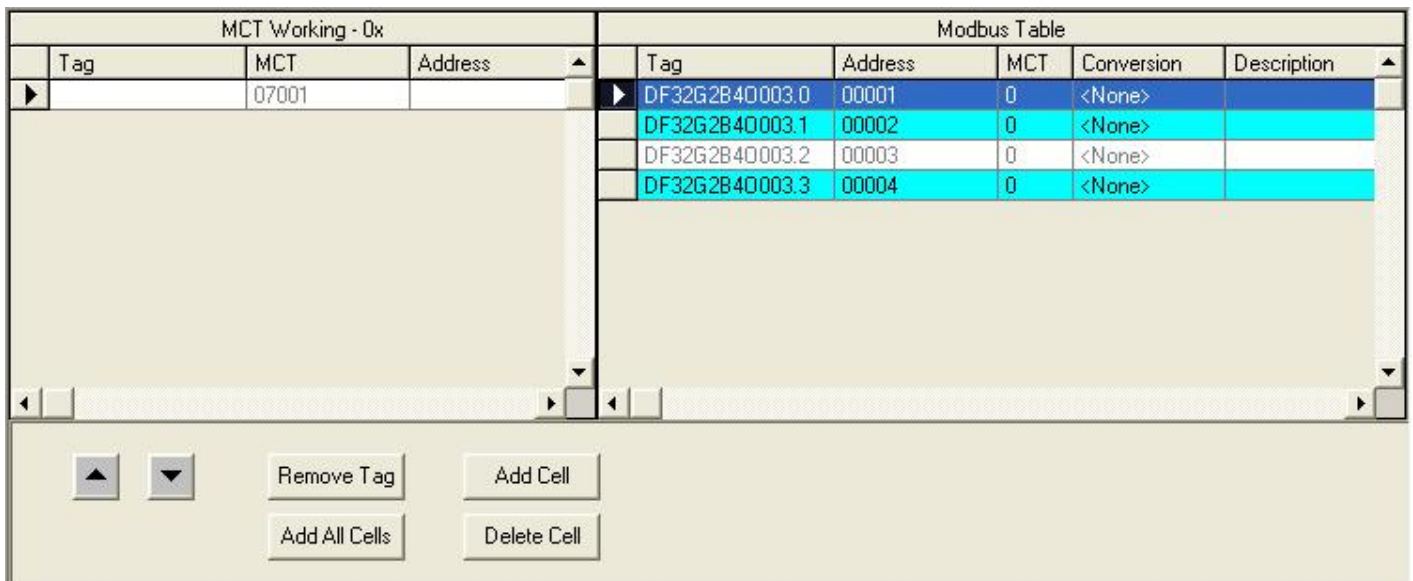 MCT Working - 0x
Tag MCT Address
07001
Modbus Table
Tag Address MCT Conversion Description
DF32G2B4O003.0 00001 0 <None>
DF32G2B4O003.1 00002 0 <None>
DF32G2B4O003.2 00003 0 <None>
DF32G2B4O003.3 00004 0 <None>
Remove Tag Add Cell
Add All Cells Delete Cell